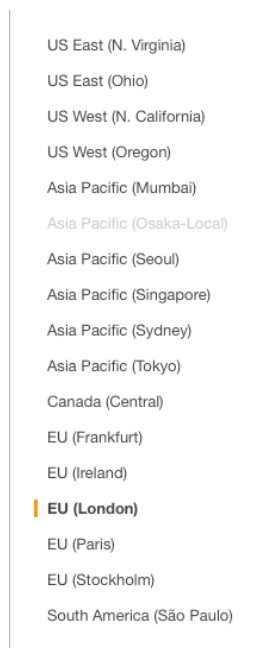 US East (N. Virginia)
US East (Ohio)
US West (N. California)
US West (Oregon)
Asia Pacific (Mumbai)
Asia Pacific (Osaka-Local)
Asia Pacific (Seoul)
Asia Pacific (Singapore)
Asia Pacific (Sydney)
Asia Pacific (Tokyo)
Canada (Central)
EU (Frankfurt)
EU (Ireland)
EU (London)
EU (Paris)
EU (Stockholm)
South America (São Paulo)